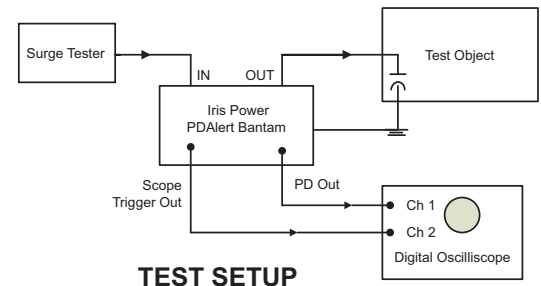 Surge Tester
IN
OUT
Test Object
Iris Power
PDAlert Bantam
Scope
Trigger Out
PD Out
Ch 1
Ch 2
Digital Oscilliscope
TEST SETUP